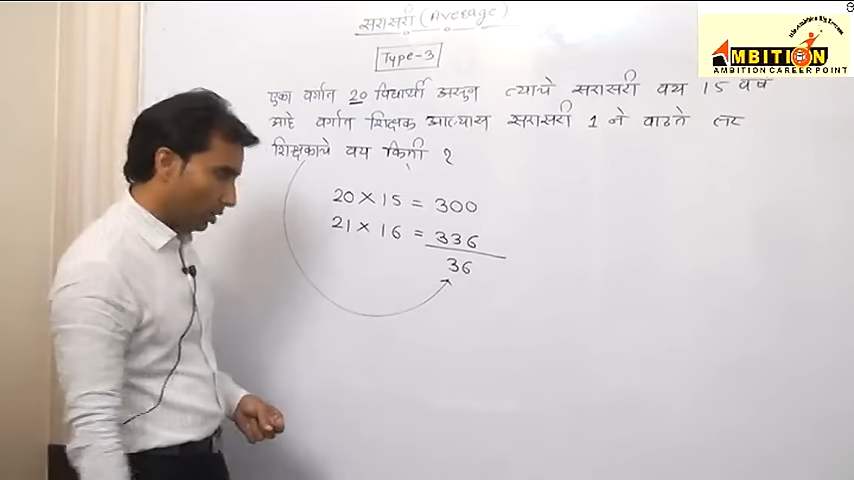 सरासरी (Average)
Type-3
AMBITION
AMBITION CAREER POINT
एका वर्गात 20 विद्यार्थी असुन त्याचे सरासरी वय 15 वर्ष
आहे वर्गात शिक्षक आल्यास सरासरी 1 ने वाढते तर
शिक्षकाचे वय किती ?
20 × 15 = 300
21 × 16 = 336
36